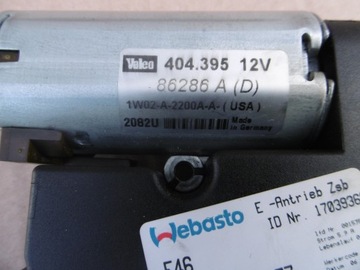 Valeo 404.395 12V
86286 A (D)
1W02-A-2200A-A- ( USA )
2082U Made in Germany
Webasto
E -Antrieb Zsb
ID Nr. 1703936
E46